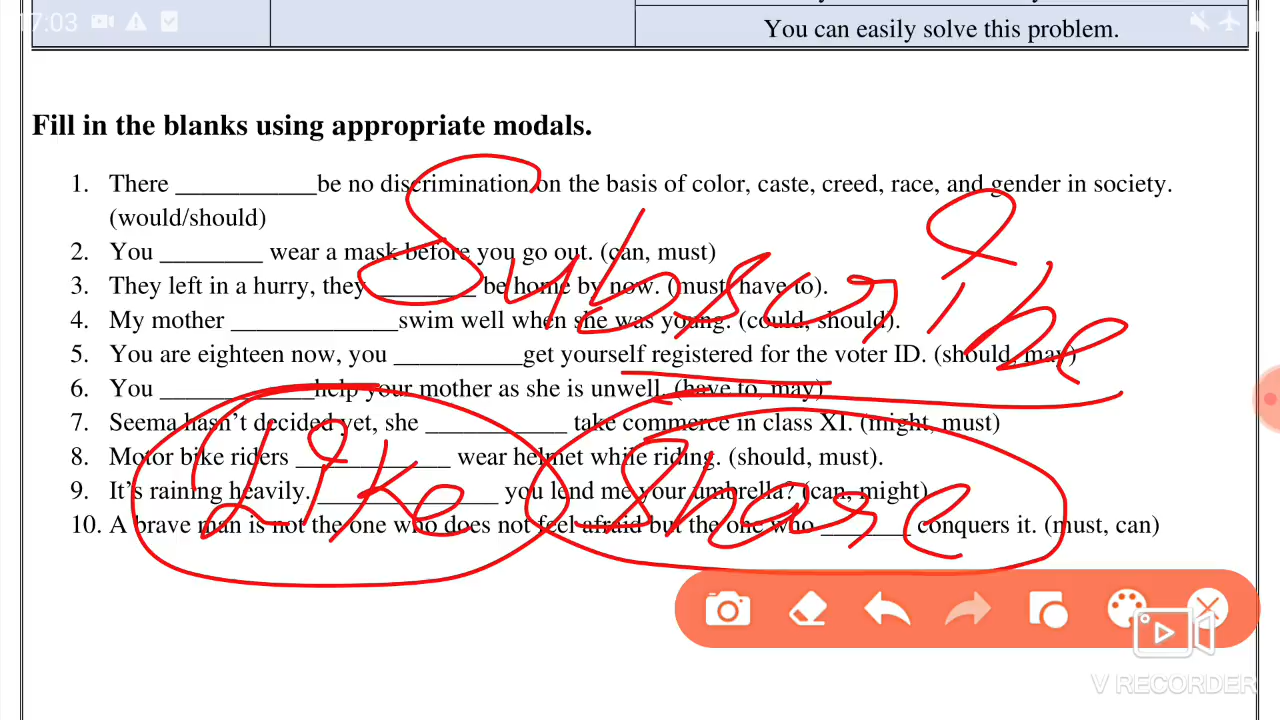 17:03
You can easily solve this problem.
Fill in the blanks using appropriate modals.
1. There ___________be no discrimination on the basis of color, caste, creed, race, and gender in society.
(would/should)
2. You ________ wear a mask before you go out. (can, must)
3. They left in a hurry, they ________ be home by now. (must, have to).
4. My mother _____________swim well when she was young. (could, should).
5. You are eighteen now, you __________get yourself registered for the voter ID. (should, may)
6. You ____________help your mother as she is unwell. (have to, may)
7. Seema hasn't decided yet, she ___________ take commerce in class XI. (might, must)
8. Motor bike riders ____________ wear helmet while riding. (should, must).
9. It's raining heavily. ______________ you lend me your umbrella? (can, might)
10. A brave man is not the one who does not feel afraid but the one who _______ conquers it. (must, can)
Subscribe
Like Share
V RECORDER